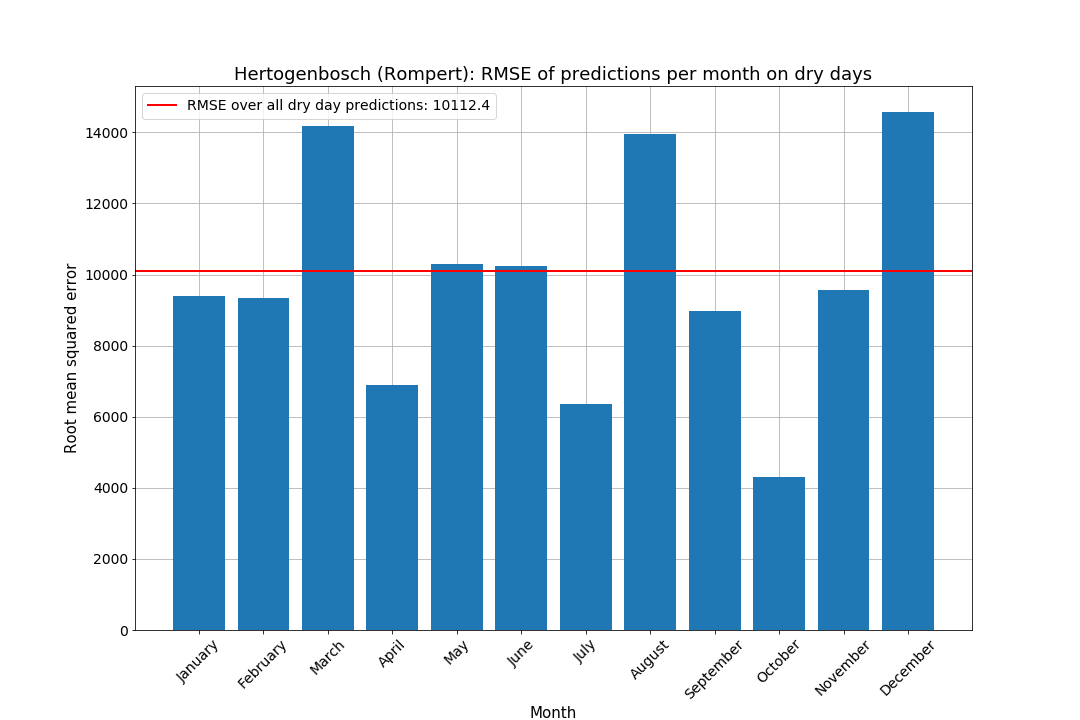 Hertogenbosch (Rompert): RMSE of predictions per month on dry days
RMSE over all dry day predictions: 10112.4
Root mean squared error
14000
12000
10000
8000
6000
4000
2000
0
January
February
March
April
May
June
July
August
September
October
November
December
Month